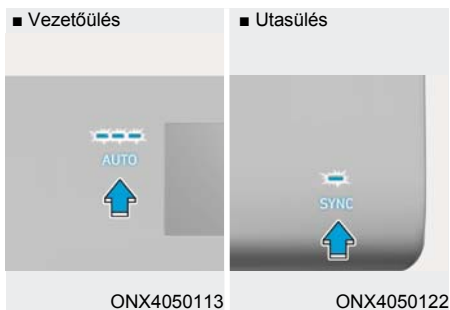 ■ Vezetőülés
■ Utasülés
AUTO
SYNC
ONX4050113
ONX4050122